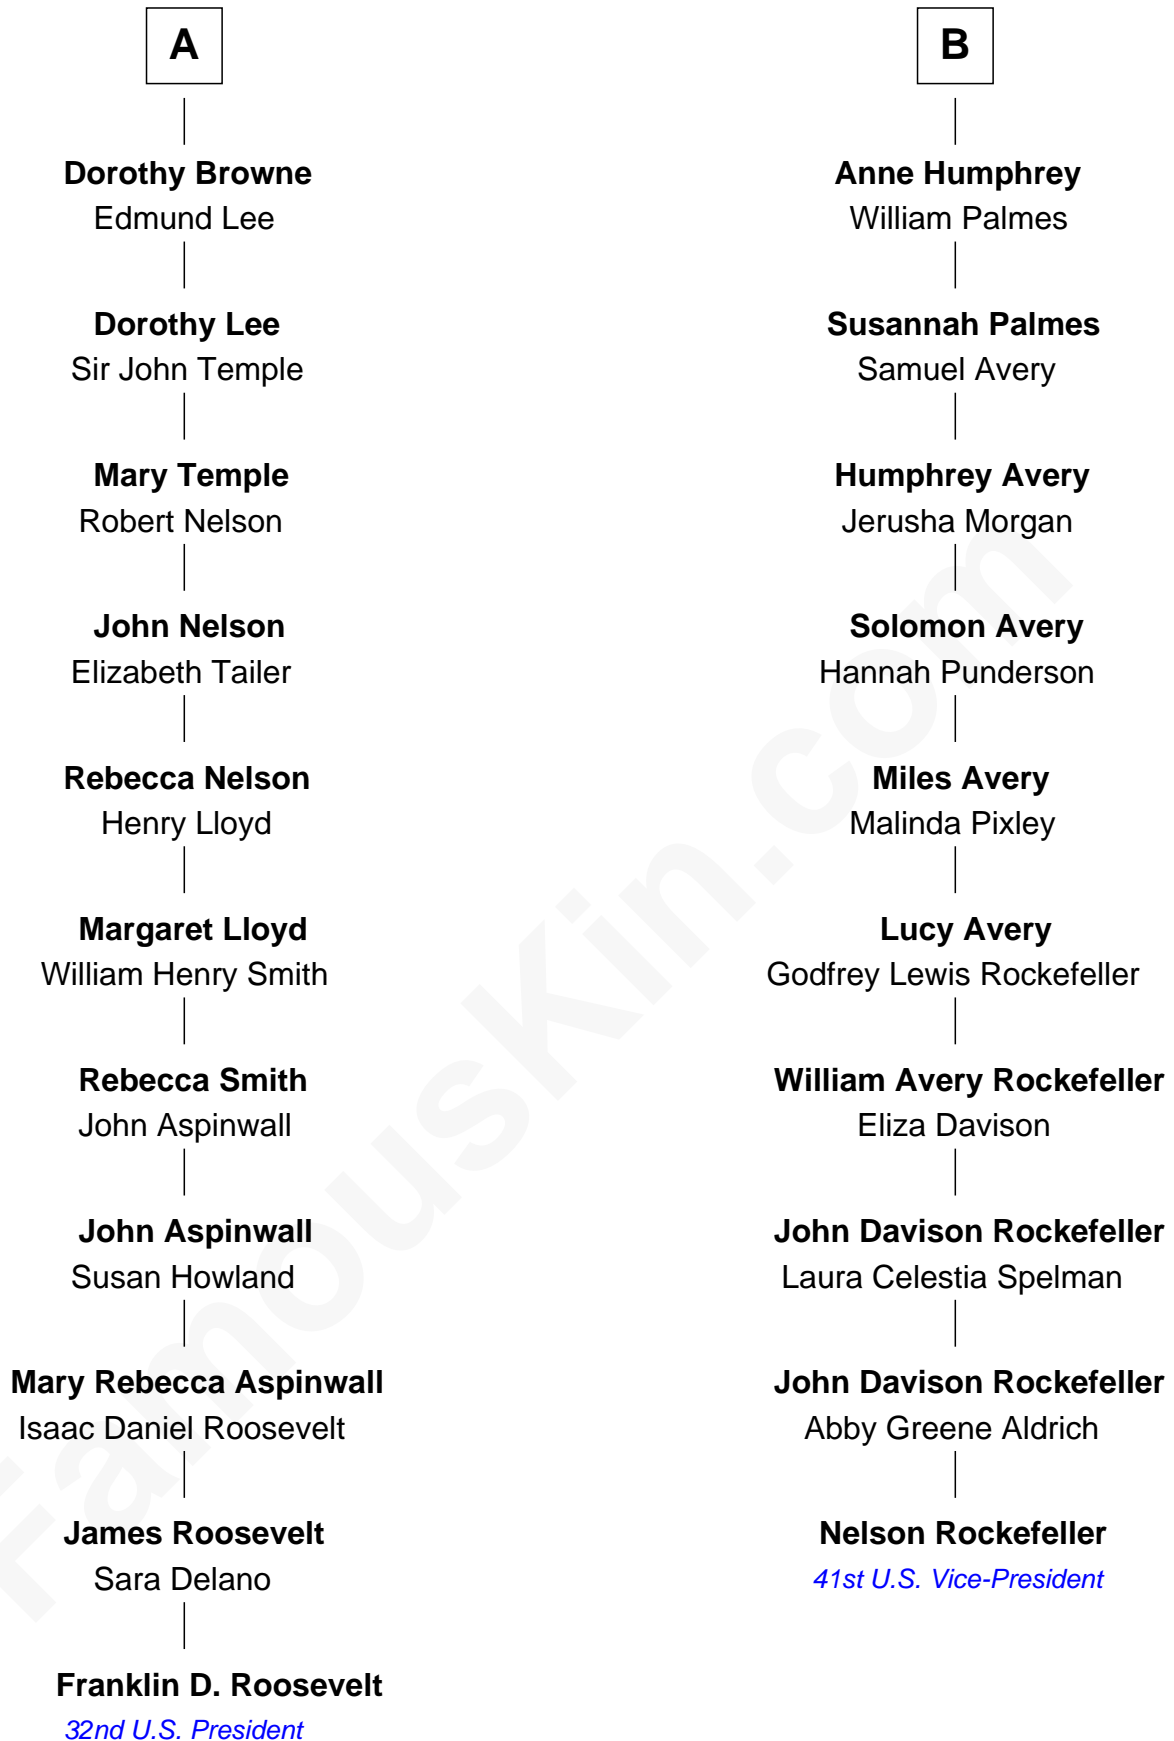 A
Dorothy Browne
Edmund Lee
Dorothy Lee
Sir John Temple
Mary Temple
Robert Nelson
John Nelson
Elizabeth Tailer
Rebecca Nelson
Henry Lloyd
Margaret Lloyd
William Henry Smith
Rebecca Smith
John Aspinwall
John Aspinwall
Susan Howland
Mary Rebecca Aspinwall
Isaac Daniel Roosevelt
James Roosevelt
Sara Delano
Franklin D. Roosevelt
32nd U.S. President
B
Anne Humphrey
William Palmes
Susannah Palmes
Samuel Avery
Humphrey Avery
Jerusha Morgan
Solomon Avery
Hannah Punderson
Miles Avery
Malinda Pixley
Lucy Avery
Godfrey Lewis Rockefeller
William Avery Rockefeller
Eliza Davison
John Davison Rockefeller
Laura Celestia Spelman
John Davison Rockefeller
Abby Greene Aldrich
Nelson Rockefeller
41st U.S. Vice-President
FamousKin.com